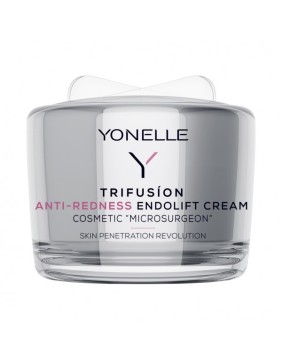 YONELLE
Y
TRIFUSÍON
ANTI-REDNESS ENDOLIFT CREAM
COSMETIC "MICROSURGEON"
SKIN PENETRATION REVOLUTION